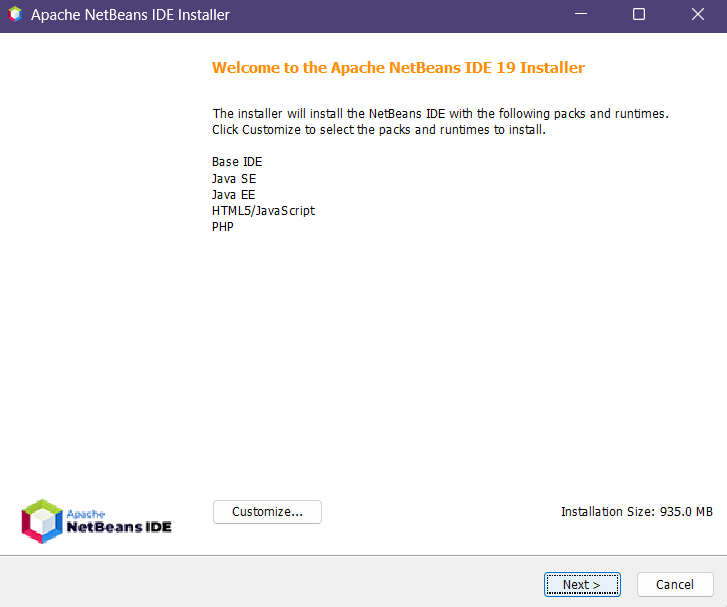 Apache NetBeans IDE Installer
Welcome to the Apache NetBeans IDE 19 Installer
The installer will install the NetBeans IDE with the following packs and runtimes.
Click Customize to select the packs and runtimes to install.
Base IDE
Java SE
Java EE
HTML5/JavaScript
PHP
Apache
NetBeans IDE
Customize...
Installation Size: 935.0 MB
Next >
Cancel